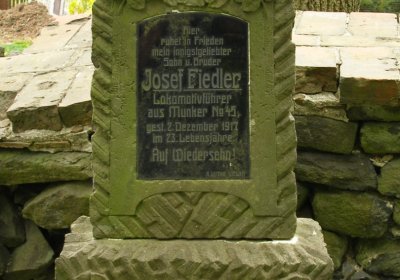 Hier
ruhet in Frieden
mein innigstgeliebter
Sohn u. Bruder
Josef Fiedler
Lokomotivführer
aus Munker No 45,
gest. 2. Dezember 1917
im 23. Lebensjahre
Auf Wiedersehn!